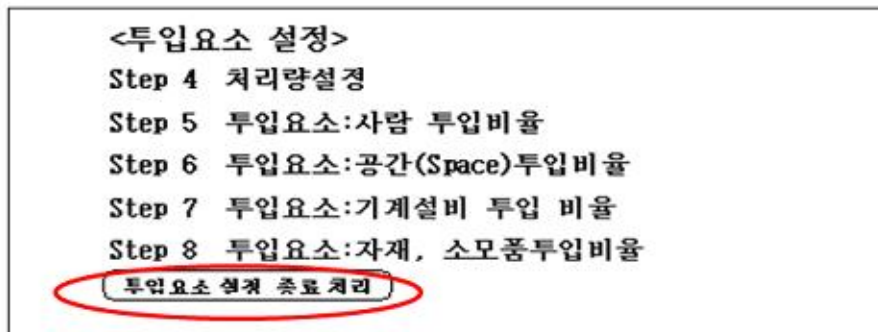 <투입요소 설정>
Step 4 처리량설정
Step 5 투입요소:사람 투입비율
Step 6 투입요소:공간(Space)투입비율
Step 7 투입요소:기계설비 투입 비율
Step 8 투입요소:자재, 소모품투입비율
투입요소 설정 종료 처리